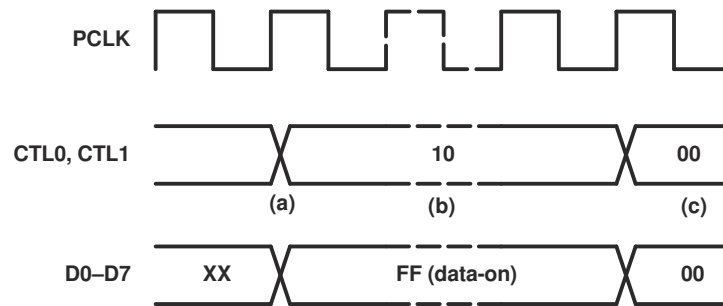 PCLK
CTL0, CTL1
10
00
(a)
(b)
(c)
D0–D7
XX
FF (data-on)
00